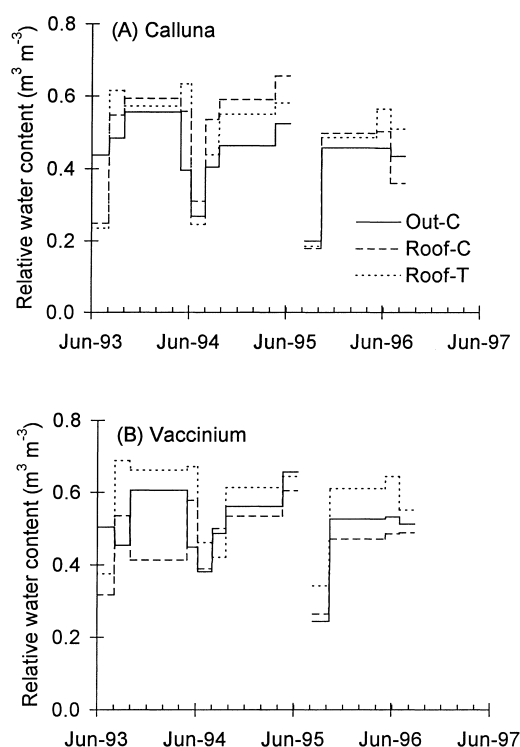 (A) Calluna
Relative water content (m³ m⁻³)
0.8
0.6
0.4
0.2
0.0
Out-C
Roof-C
Roof-T
Jun-93 Jun-94 Jun-95 Jun-96 Jun-97
(B) Vaccinium
Relative water content (m³ m⁻³)
0.8
0.6
0.4
0.2
0.0
Jun-93 Jun-94 Jun-95 Jun-96 Jun-97